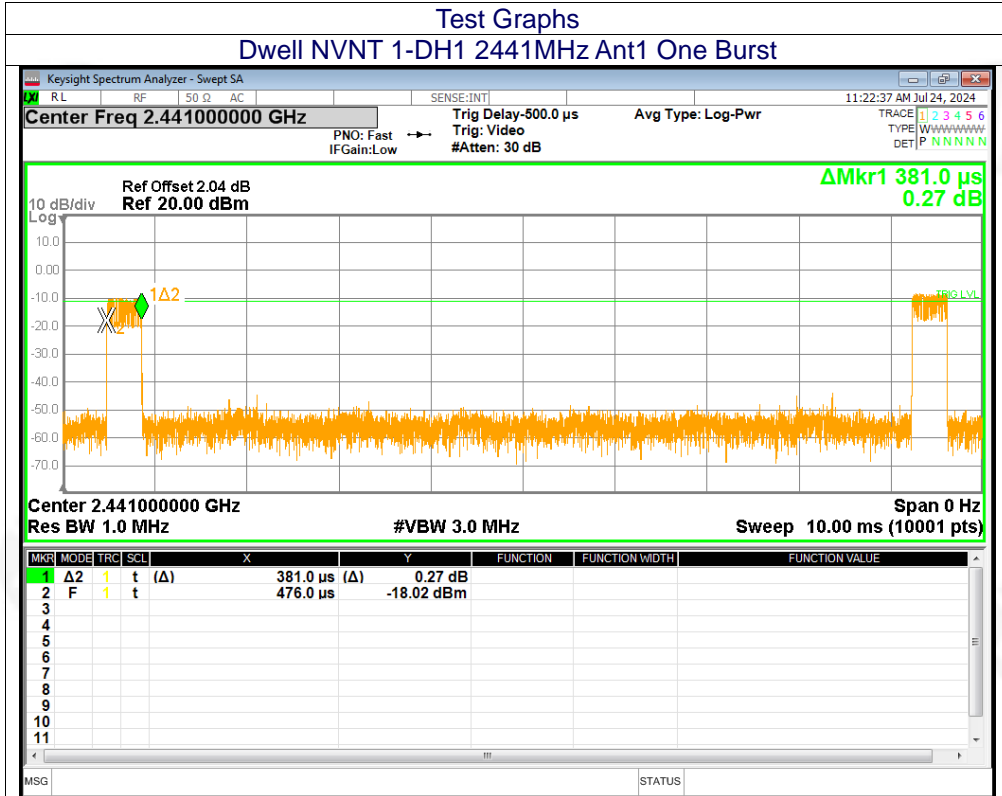 Test Graphs
Dwell NVNT 1-DH1 2441MHz Ant1 One Burst
Keysight Spectrum Analyzer - Swept SA
LXI RL RF 50 Ω AC SENSE:INT 11:22:37 AM Jul 24, 2024
Center Freq 2.441000000 GHz Trig Delay-500.0 µs Avg Type: Log-Pwr TRACE 1 2 3 4 5 6
PNO: Fast Trig: Video TYPE WWWWWWW
IFGain:Low #Atten: 30 dB DET P N N N N N
ΔMkr1 381.0 µs
0.27 dB
Ref Offset 2.04 dB
10 dB/div Ref 20.00 dBm
Log
10.0
0.00
-10.0 1Δ2 TRIG LVL
-20.0 2
-30.0
-40.0
-50.0
-60.0
-70.0
Center 2.441000000 GHz Span 0 Hz
Res BW 1.0 MHz #VBW 3.0 MHz Sweep 10.00 ms (10001 pts)
MKR MODE TRC SCL X Y FUNCTION FUNCTION WIDTH FUNCTION VALUE
1 Δ2 1 t (Δ) 381.0 µs (Δ) 0.27 dB
2 F 1 t 476.0 µs -18.02 dBm
3
4
5
6
7
8
9
10
11
MSG STATUS